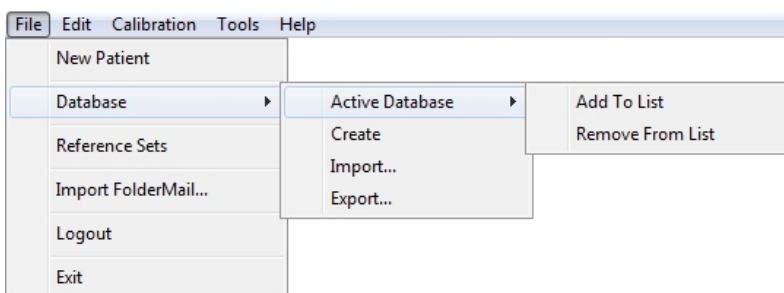 File Edit Calibration Tools Help
New Patient
Database
Reference Sets
Import FolderMail...
Logout
Exit
Active Database
Create
Import...
Export...
Add To List
Remove From List